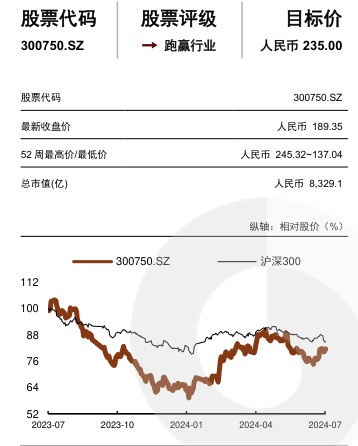 股票代码 股票评级 目标价
300750.SZ 跑赢行业 人民币 235.00
股票代码 300750.SZ
最新收盘价 人民币 189.35
52 周最高价/最低价 人民币 245.32~137.04
总市值(亿) 人民币 8,329.1
纵轴：相对股价（%）
300750.SZ 沪深300
112
100
88
76
64
52
2023-07 2023-10 2024-01 2024-04 2024-07